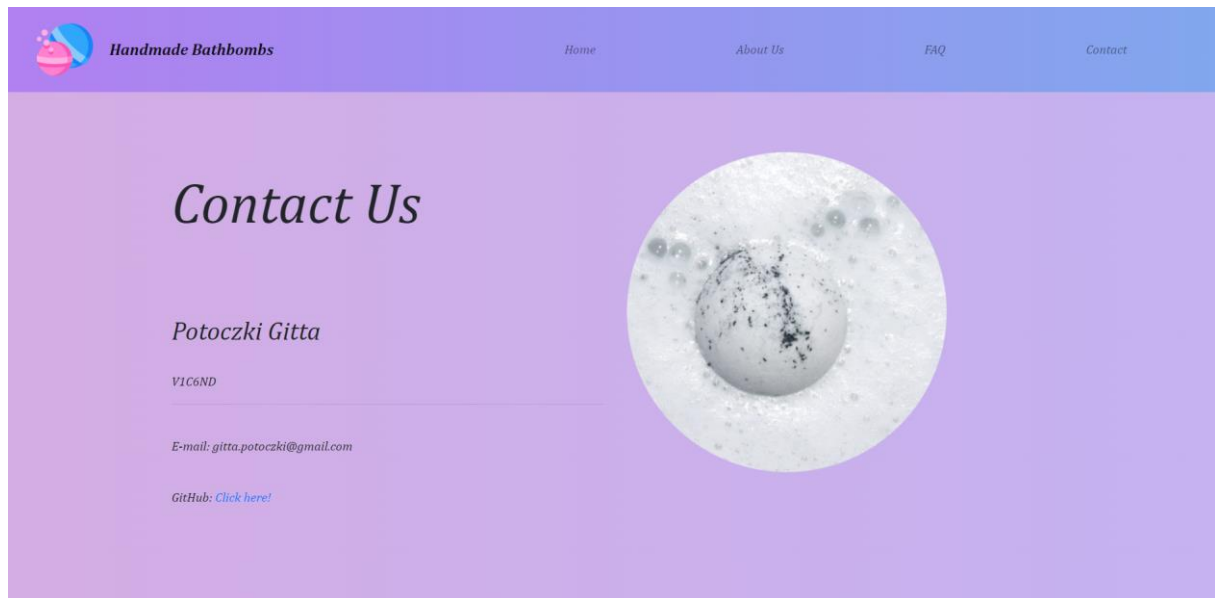 Handmade Bathbombs
Home
About Us
FAQ
Contact
Contact Us
Potoczki Gitta
V1C6ND
E-mail: gitta.potoczki@gmail.com
GitHub: Click here!